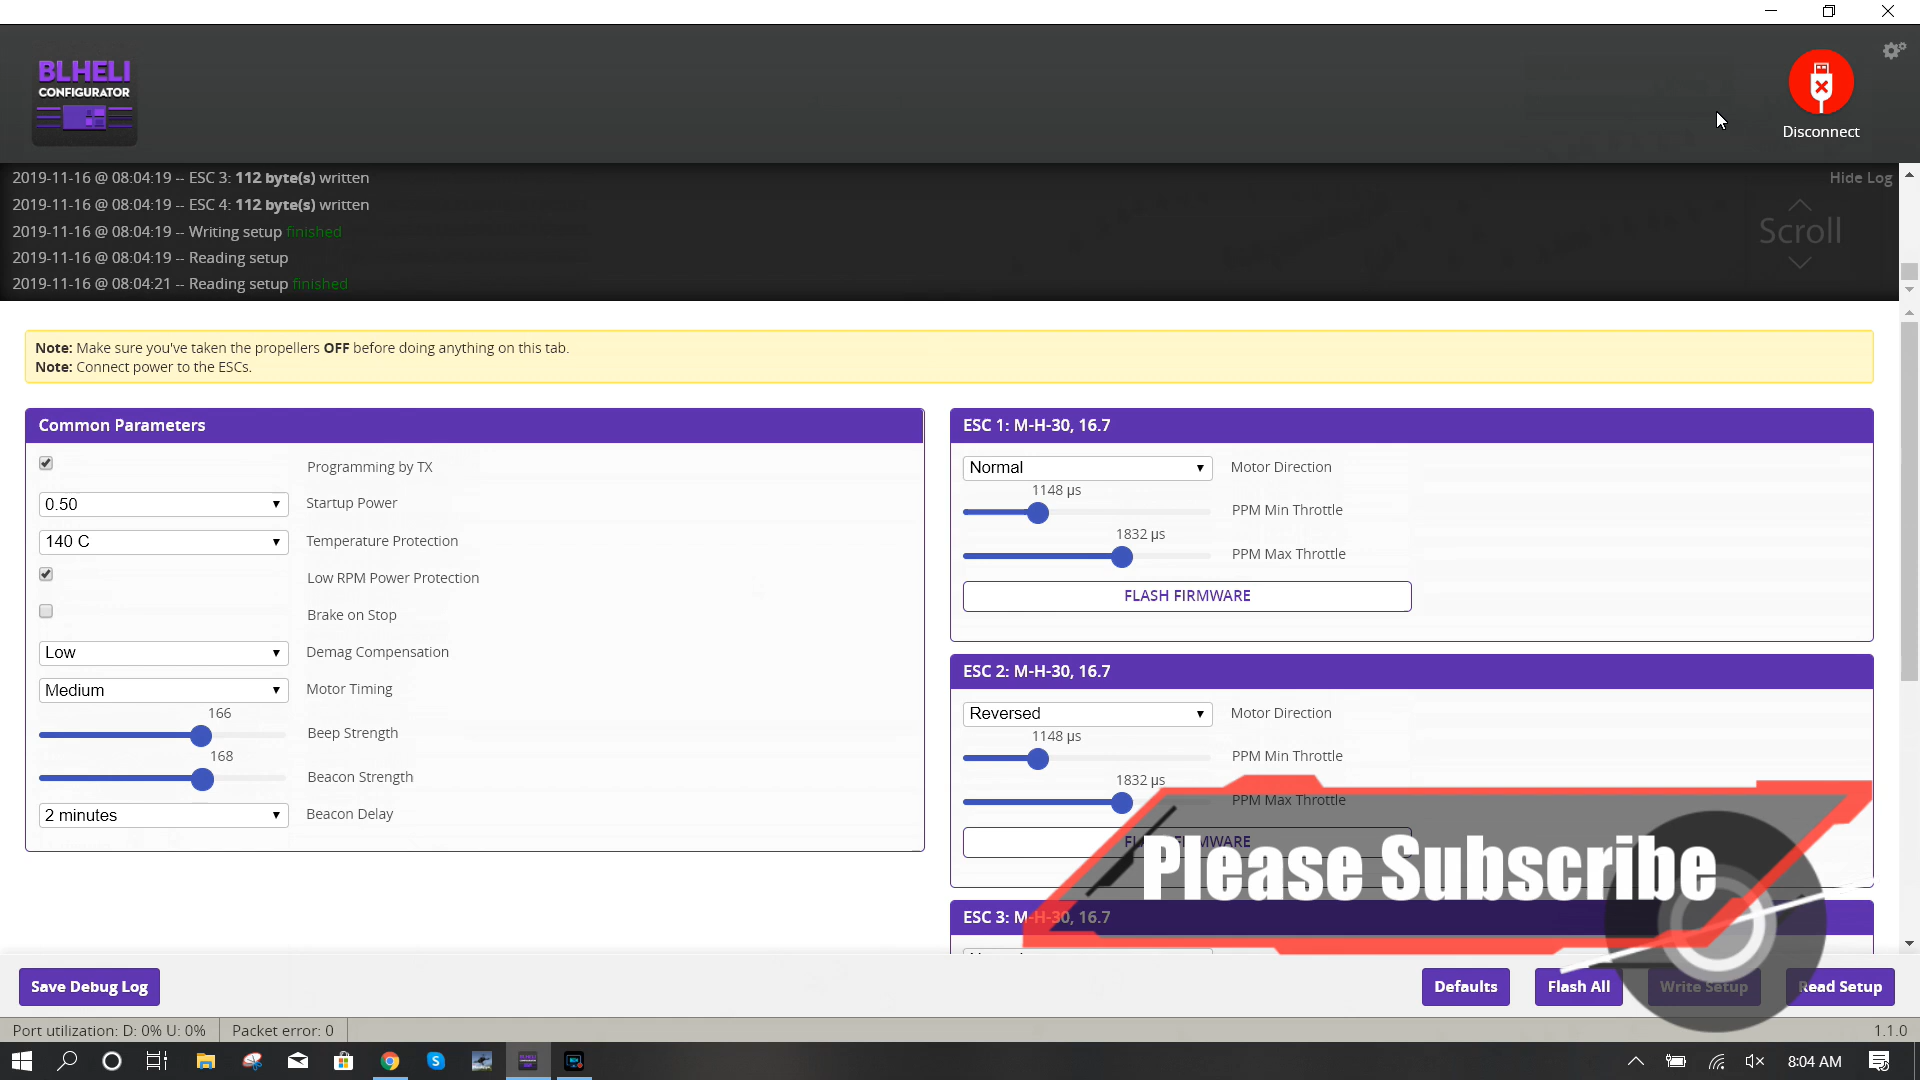 BLHELI
CONFIGURATOR
Disconnect
2019-11-16 @ 08:04:19 -- ESC 3: 112 byte(s) written
2019-11-16 @ 08:04:19 -- ESC 4: 112 byte(s) written
2019-11-16 @ 08:04:19 -- Writing setup finished
2019-11-16 @ 08:04:19 -- Reading setup
2019-11-16 @ 08:04:21 -- Reading setup finished
Hide Log
Scroll
Note: Make sure you've taken the propellers OFF before doing anything on this tab.
Note: Connect power to the ESCs.
Common Parameters
Programming by TX
0.50 Startup Power
140 C Temperature Protection
Low RPM Power Protection
Brake on Stop
Low Demag Compensation
Medium Motor Timing
166
Beep Strength
168
Beacon Strength
2 minutes Beacon Delay
ESC 1: M-H-30, 16.7
Normal Motor Direction
1148 µs
PPM Min Throttle
1832 µs
PPM Max Throttle
FLASH FIRMWARE
ESC 2: M-H-30, 16.7
Reversed Motor Direction
1148 µs
PPM Min Throttle
1832 µs
PPM Max Throttle
Please Subscribe
ESC 3: M-H-30, 16.7
Save Debug Log
Defaults
Flash All
Write Setup
Read Setup
Port utilization: D: 0% U: 0%
Packet error: 0
1.1.0
8:04 AM